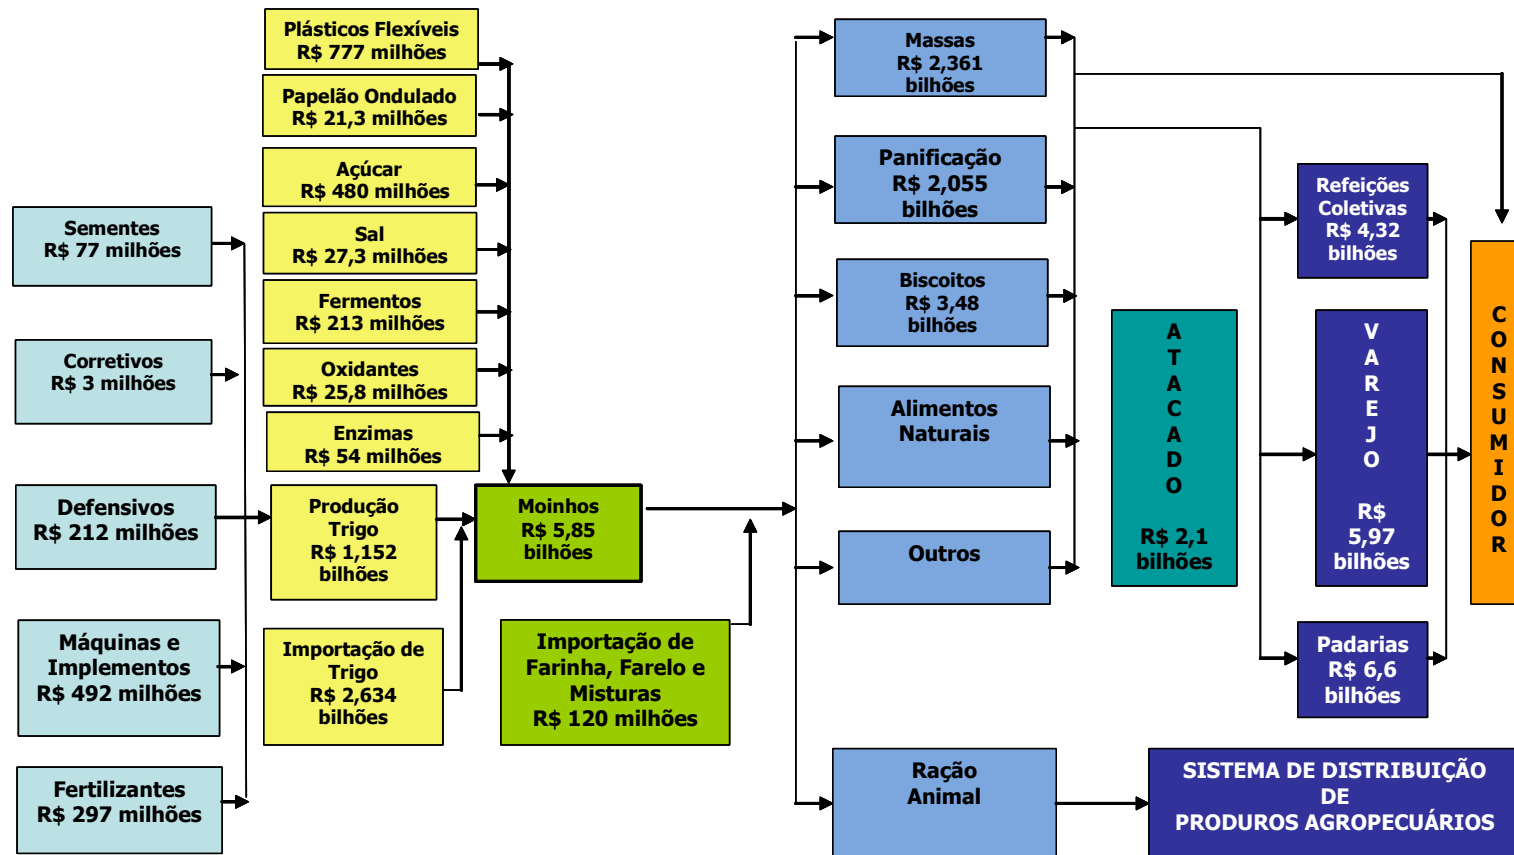 Sementes
R$ 77 milhões
Corretivos
R$ 3 milhões
Defensivos
R$ 212 milhões
Máquinas e
Implementos
R$ 492 milhões
Fertilizantes
R$ 297 milhões
Plásticos Flexíveis
R$ 777 milhões
Papelão Ondulado
R$ 21,3 milhões
Açúcar
R$ 480 milhões
Sal
R$ 27,3 milhões
Fermentos
R$ 213 milhões
Oxidantes
R$ 25,8 milhões
Enzimas
R$ 54 milhões
Produção
Trigo
R$ 1,152
bilhões
Importação de
Trigo
R$ 2,634
bilhões
Moinhos
R$ 5,85
bilhões
Importação de
Farinha, Farelo e
Misturas
R$ 120 milhões
Massas
R$ 2,361
bilhões
Panificação
R$ 2,055
bilhões
Biscoitos
R$ 3,48
bilhões
Alimentos
Naturais
Outros
Ração
Animal
A
T
A
C
A
D
O
R$ 2,1
bilhões
Refeições
Coletivas
R$ 4,32
bilhões
V
A
R
E
J
O
R$
5,97
bilhões
Padarias
R$ 6,6
bilhões
C
O
N
S
U
M
I
D
O
R
SISTEMA DE DISTRIBUIÇÃO
DE
PRODUROS AGROPECUÁRIOS